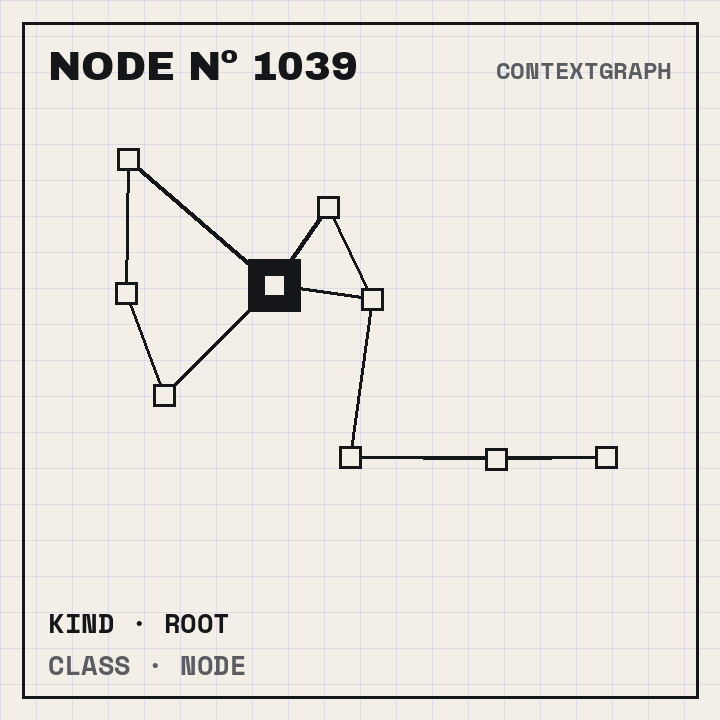 NODE Nº 1039
CONTEXTGRAPH
KIND · ROOT
CLASS · NODE